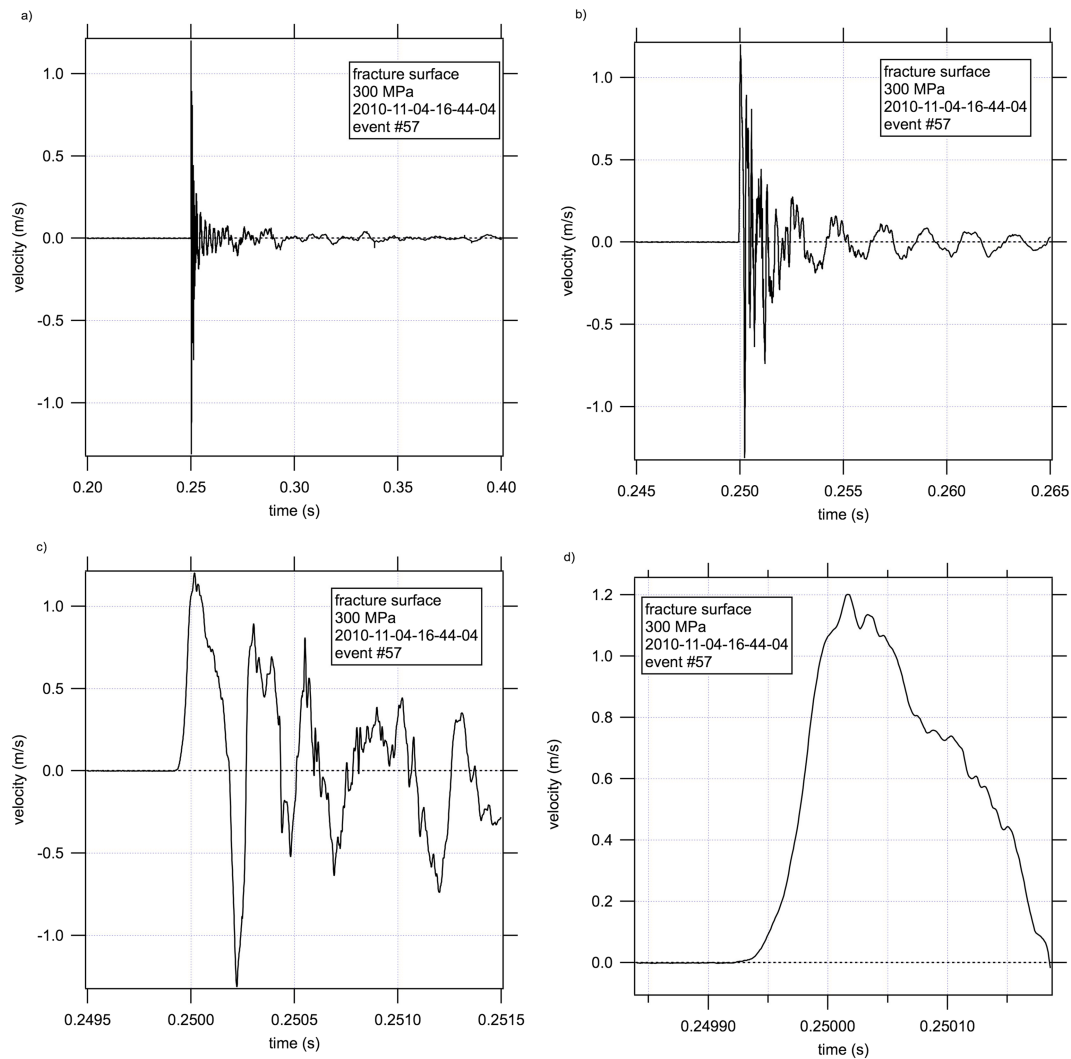 a)
velocity (m/s)
1.0
0.5
0.0
-0.5
-1.0
fracture surface
300 MPa
2010-11-04-16-44-04
event #57
0.20
0.25
0.30
0.35
0.40
time (s)
b)
velocity (m/s)
1.0
0.5
0.0
-0.5
-1.0
fracture surface
300 MPa
2010-11-04-16-44-04
event #57
0.245
0.250
0.255
0.260
0.265
time (s)
c)
velocity (m/s)
1.0
0.5
0.0
-0.5
-1.0
fracture surface
300 MPa
2010-11-04-16-44-04
event #57
0.2495
0.2500
0.2505
0.2510
0.2515
time (s)
d)
velocity (m/s)
1.2
1.0
0.8
0.6
0.4
0.2
0.0
fracture surface
300 MPa
2010-11-04-16-44-04
event #57
0.24990
0.25000
0.25010
time (s)